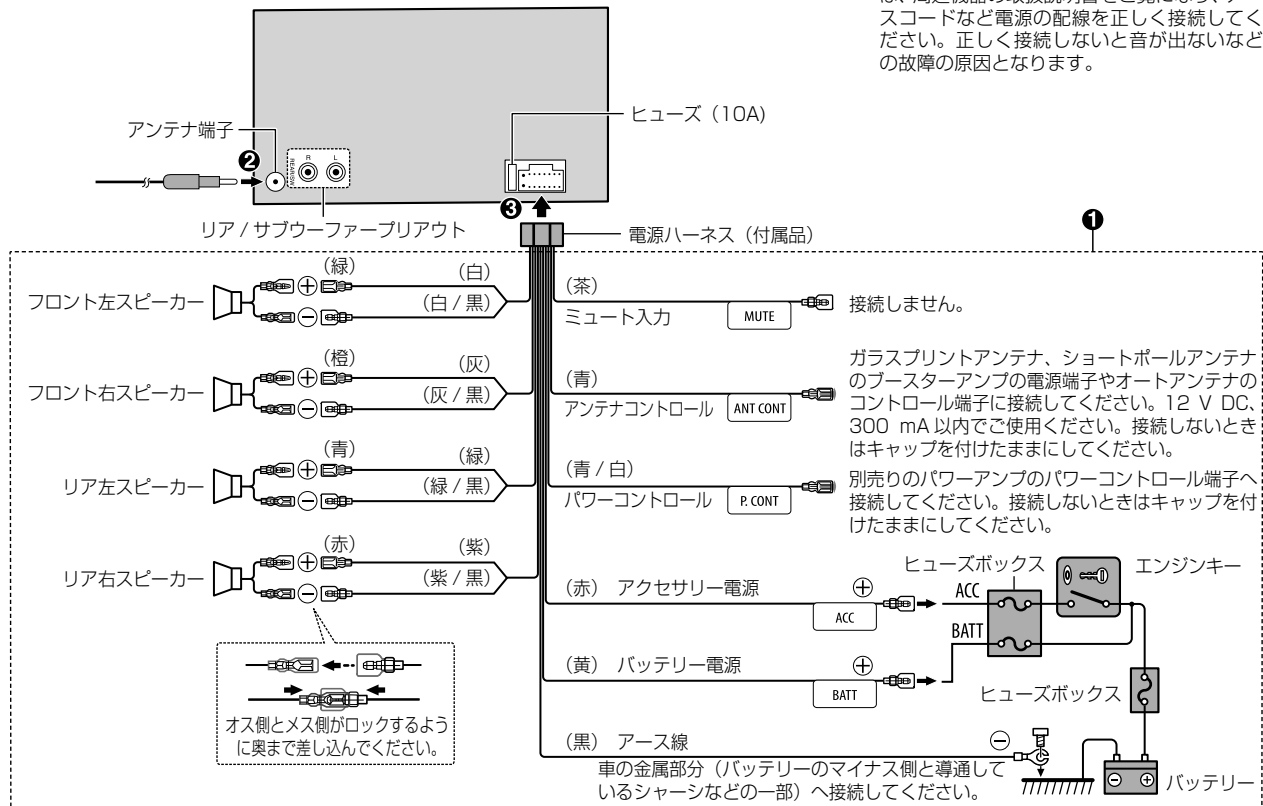 スコードなど電源の配線を正しく接続してく
ださい。正しく接続しないと音が出ないなど
の故障の原因となります。
ヒューズ（10A)
アンテナ端子
❷
REAR/SW
R
L
❸
リア / サブウーファープリアウト
電源ハーネス（付属品）
❶
フロント左スピーカー
（緑）
⊕
⊖
（白）
（白 / 黒）
（茶）
ミュート入力
MUTE
接続しません。
フロント右スピーカー
（橙）
⊕
⊖
（灰）
（灰 / 黒）
（青）
アンテナコントロール
ANT CONT
ガラスプリントアンテナ、ショートポールアンテナ
のブースターアンプの電源端子やオートアンテナの
コントロール端子に接続してください。12 V DC、
300 mA 以内でご使用ください。接続しないとき
はキャップを付けたままにしてください。
リア左スピーカー
（青）
⊕
⊖
（緑）
（緑 / 黒）
（青 / 白）
パワーコントロール
P. CONT
別売りのパワーアンプのパワーコントロール端子へ
接続してください。接続しないときはキャップを付
けたままにしてください。
リア右スピーカー
（赤）
⊕
⊖
（紫）
（紫 / 黒）
（赤） アクセサリー電源
⊕
ACC
ACC
ヒューズボックス
エンジンキー
BATT
（黄） バッテリー電源
⊕
BATT
ヒューズボックス
オス側とメス側がロックするよう
に奥まで差し込んでください。
（黒） アース線
⊖
車の金属部分（バッテリーのマイナス側と導通して
いるシャーシなどの一部）へ接続してください。
⊖ ⊕
バッテリー